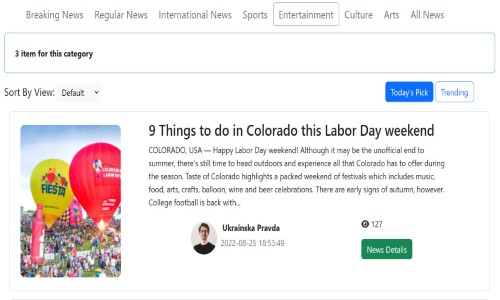 Breaking News Regular News International News Sports Entertainment Culture Arts All News
3 item for this category
Sort By View: Default Today's Pick Trending
9 Things to do in Colorado this Labor Day weekend
COLORADO, USA — Happy Labor Day weekend! Although it may be the unofficial end to
summer, there's still time to head outdoors and experience all that Colorado has to offer during
the season. Taste of Colorado highlights a packed weekend of festivals which includes music,
food, arts, crafts, balloon, wine and beer celebrations. There are early signs of autumn, however.
College football is back with...
FIESTA
Ukrainska Pravda
127
2022-08-25 18:53:49
News Details